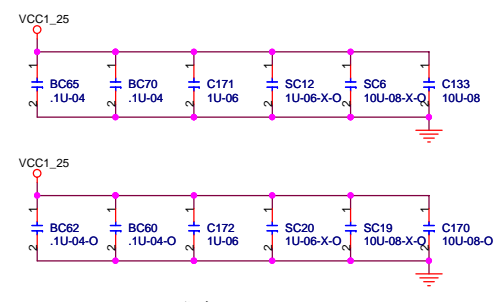 VCC1_25
1 1 1 1 1 1
BC65 BC70 C171 SC12 SC6 C133
.1U-04 .1U-04 1U-06 1U-06-X-O 10U-08-X-O 10U-08
2 2 2 2 2 2
VCC1_25
1 1 1 1 1 1
BC62 BC60 C172 SC20 SC19 C170
.1U-04-O .1U-04-O 1U-06 1U-06-X-O 10U-08-X-O 10U-08-O
2 2 2 2 2 2